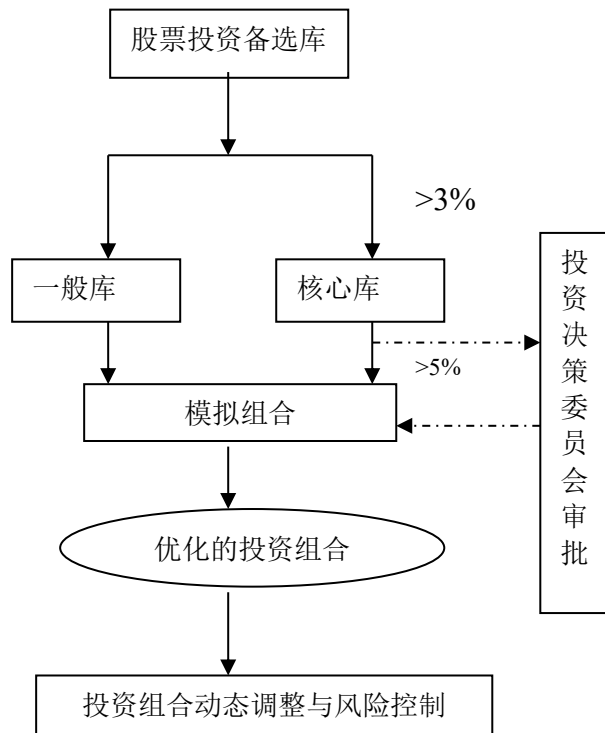 股票投资备选库
>3%
一般库
核心库
>5%
投资决策委员会审批
模拟组合
优化的投资组合
投资组合动态调整与风险控制